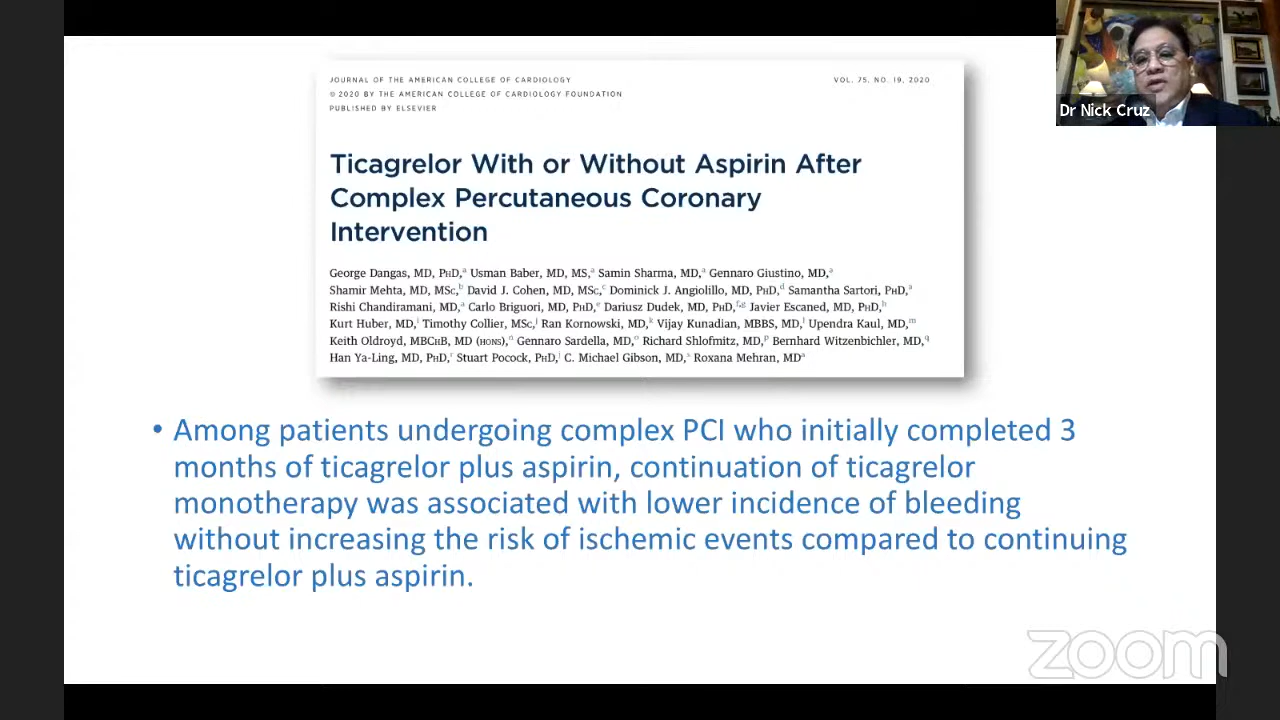 JOURNAL OF THE AMERICAN COLLEGE OF CARDIOLOGY
VOL. 75, NO. 19, 2020
© 2020 BY THE AMERICAN COLLEGE OF CARDIOLOGY FOUNDATION
PUBLISHED BY ELSEVIER
Dr Nick Cruz
Ticagrelor With or Without Aspirin After
Complex Percutaneous Coronary
Intervention
George Dangas, MD, PhD,ᵃ Usman Baber, MD, MS,ᵃ Samin Sharma, MD,ᵃ Gennaro Giustino, MD,ᵃ
Shamir Mehta, MD, MSc,ᵇ David J. Cohen, MD, MSc,ᶜ Dominick J. Angiolillo, MD, PhD,ᵈ Samantha Sartori, PhD,ᵃ
Rishi Chandiramani, MD,ᵃ Carlo Briguori, MD, PhD,ᵉ Dariusz Dudek, MD, PhD,ᶠ,ᵍ Javier Escaned, MD, PhD,ʰ
Kurt Huber, MD,ⁱ Timothy Collier, MSc,ʲ Ran Kornowski, MD,ᵏ Vijay Kunadian, MBBS, MD,ˡ Upendra Kaul, MD,ᵐ
Keith Oldroyd, MBChB, MD (Hons),ⁿ Gennaro Sardella, MD,ᵒ Richard Shlofmitz, MD,ᵖ Bernhard Witzenbichler, MD,
Han Ya-Ling, MD, PhD,ʳ Stuart Pocock, PhD,ʲ C. Michael Gibson, MD,ˢ Roxana Mehran, MDᵃ
• Among patients undergoing complex PCI who initially completed 3
months of ticagrelor plus aspirin, continuation of ticagrelor
monotherapy was associated with lower incidence of bleeding
without increasing the risk of ischemic events compared to continuing
ticagrelor plus aspirin.
zoom